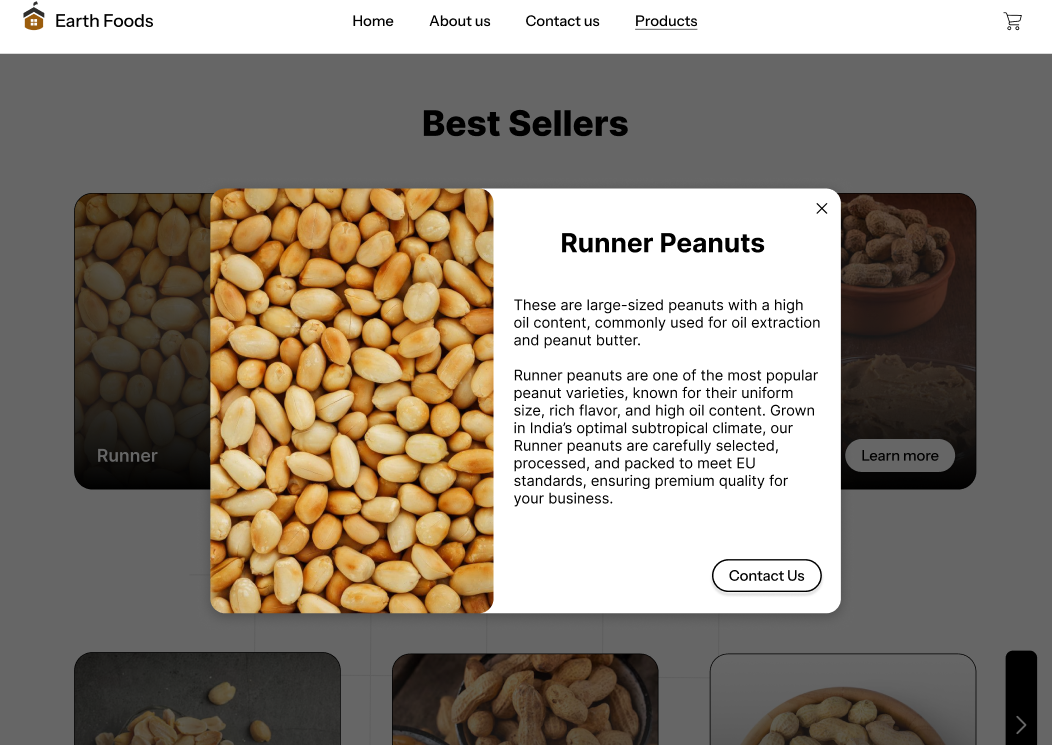 Earth Foods
Home
About us
Contact us
Products
Best Sellers
Runner Peanuts
These are large-sized peanuts with a high
oil content, commonly used for oil extraction
and peanut butter.
Runner peanuts are one of the most popular
peanut varieties, known for their uniform
size, rich flavor, and high oil content. Grown
in India’s optimal subtropical climate, our
Runner peanuts are carefully selected,
processed, and packed to meet EU
standards, ensuring premium quality for
your business.
Contact Us
Runner
Learn more